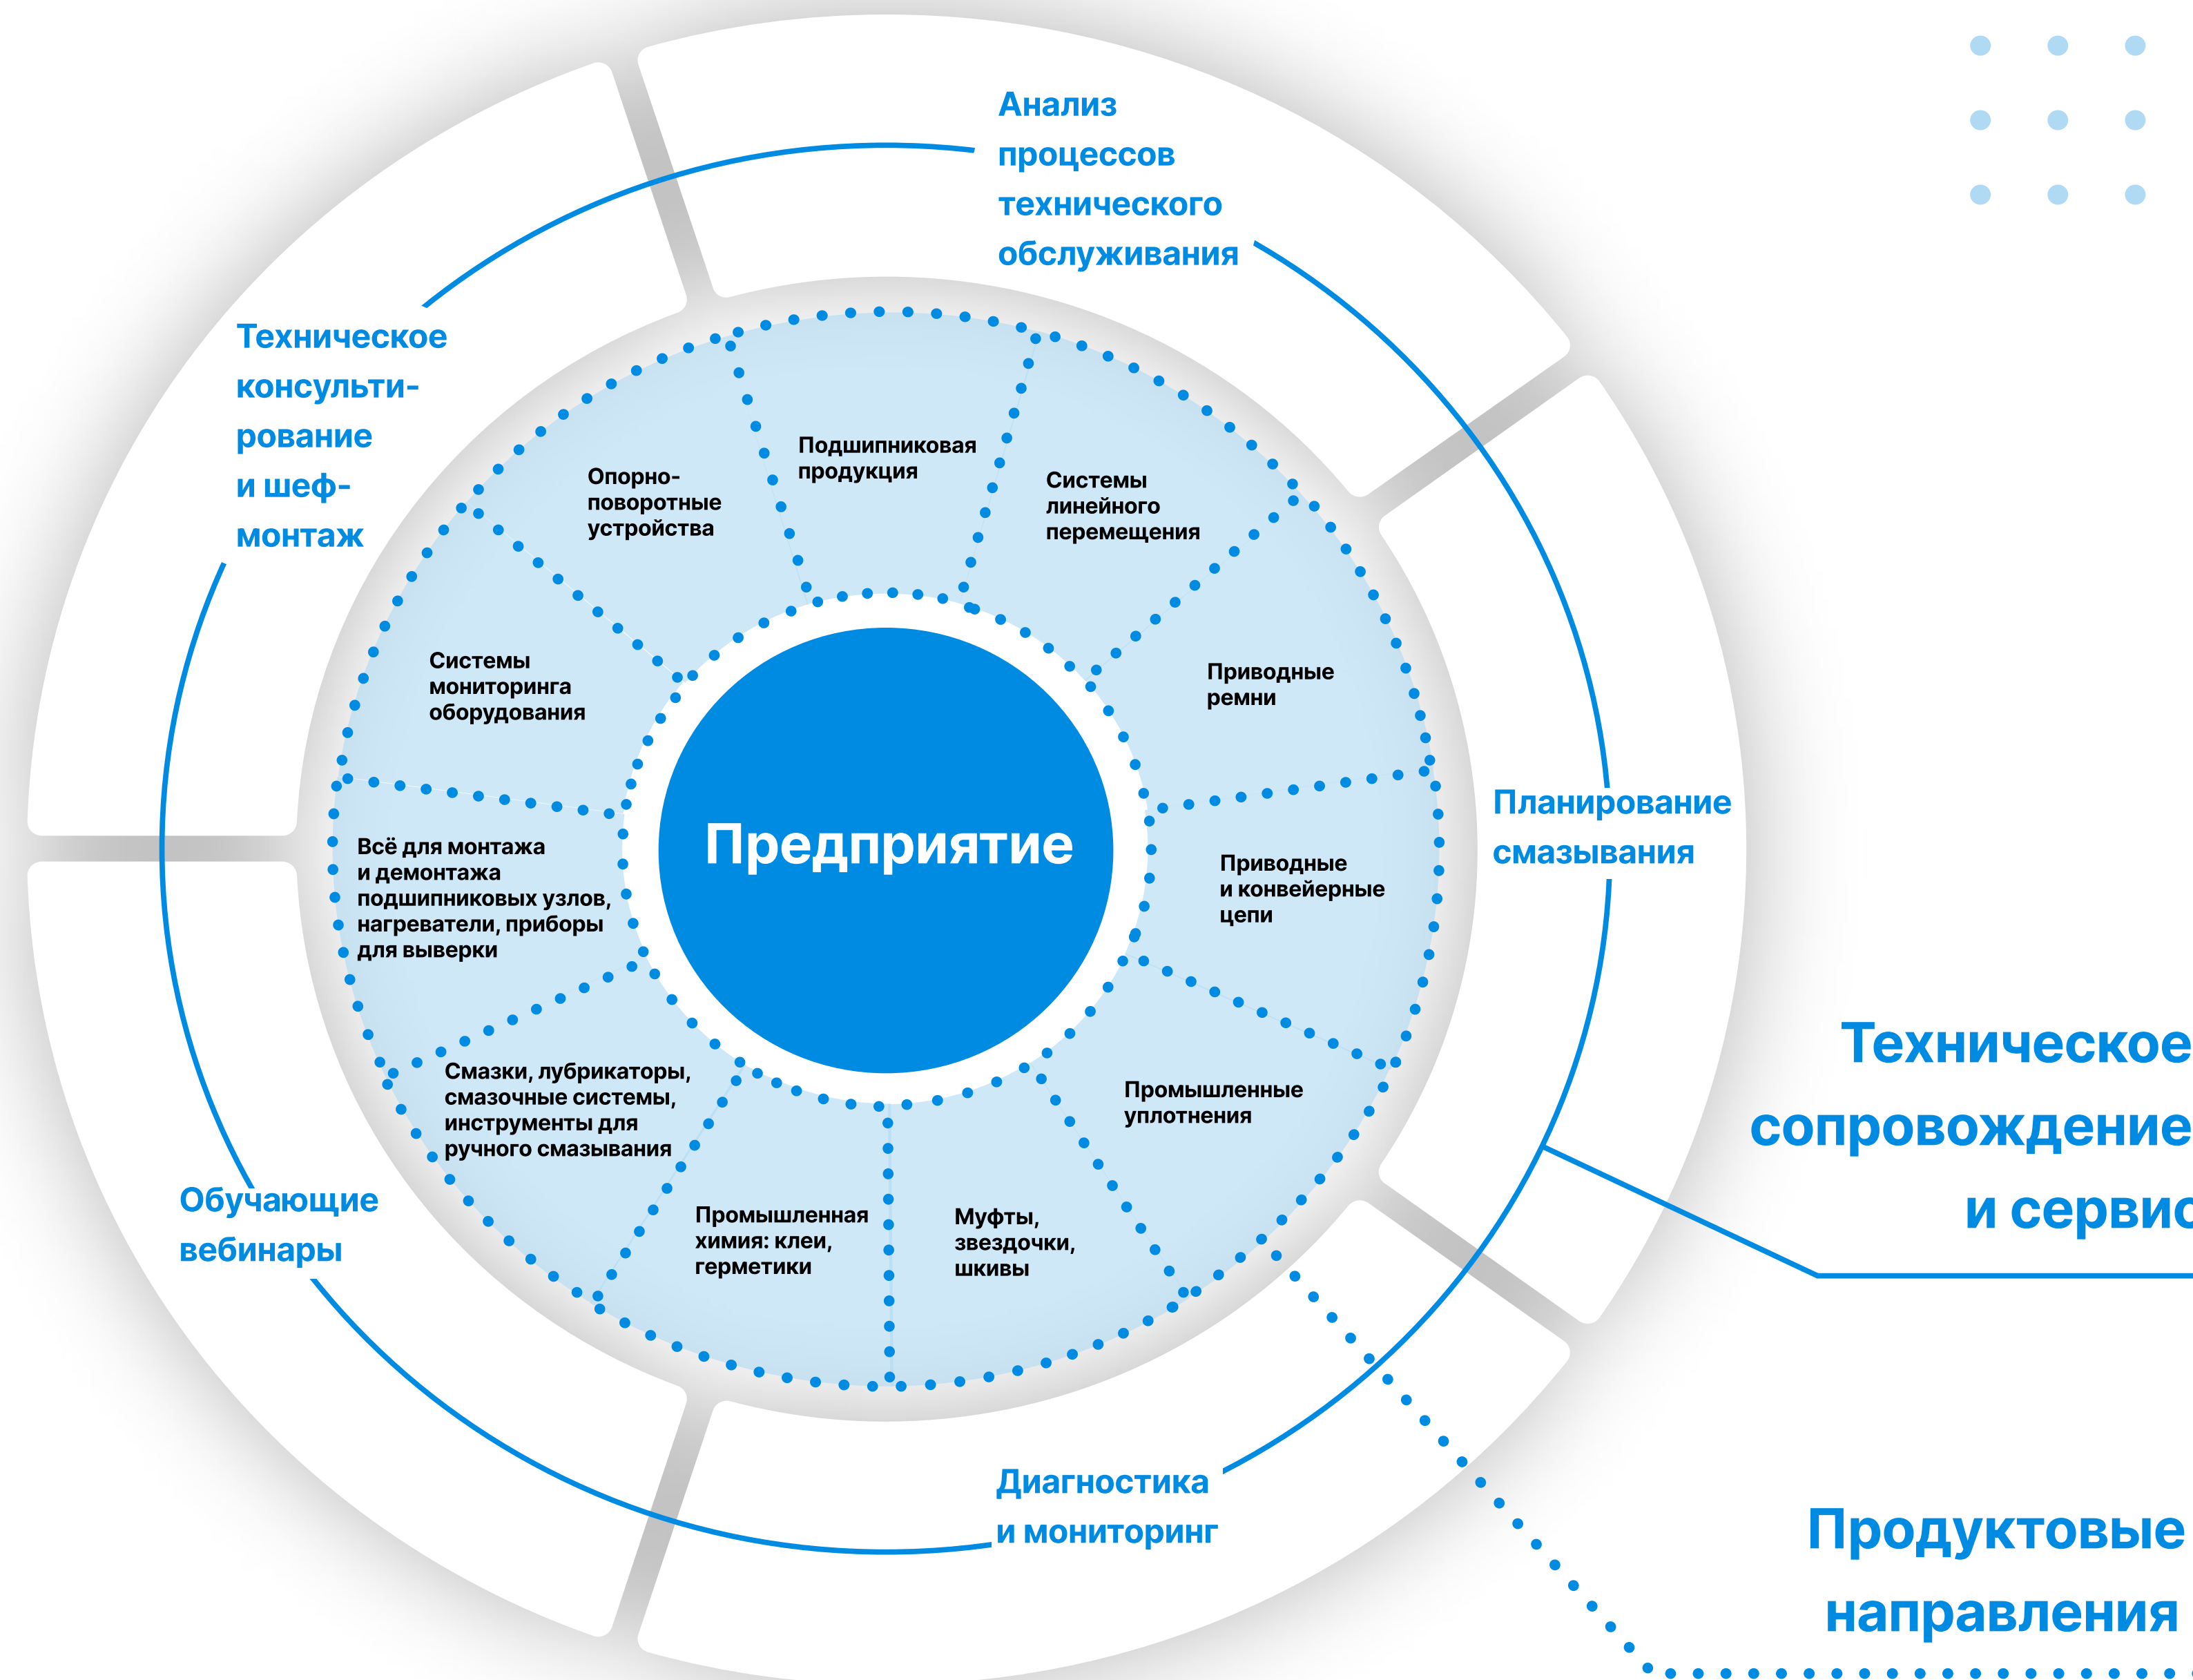 Анализ
процессов
технического
обслуживания
Техническое
консульти-
рование
и шеф-
монтаж
Подшипниковая
продукция
Опорно-
поворотные
устройства
Системы
линейного
перемещения
Системы
мониторинга
оборудования
Приводные
ремни
Предприятие
Планирование
смазывания
Всё для монтажа
и демонтажа
подшипниковых узлов,
нагреватели, приборы
для выверки
Приводные
и конвейерные
цепи
Смазки, лубрикаторы,
смазочные системы,
инструменты для
ручного смазывания
Промышленные
уплотнения
Промышленная
химия: клеи,
герметики
Муфты,
звездочки,
шкивы
Обучающие
вебинары
Диагностика
и мониторинг
Техническое
сопровождение
и сервис
Продуктовые
направления